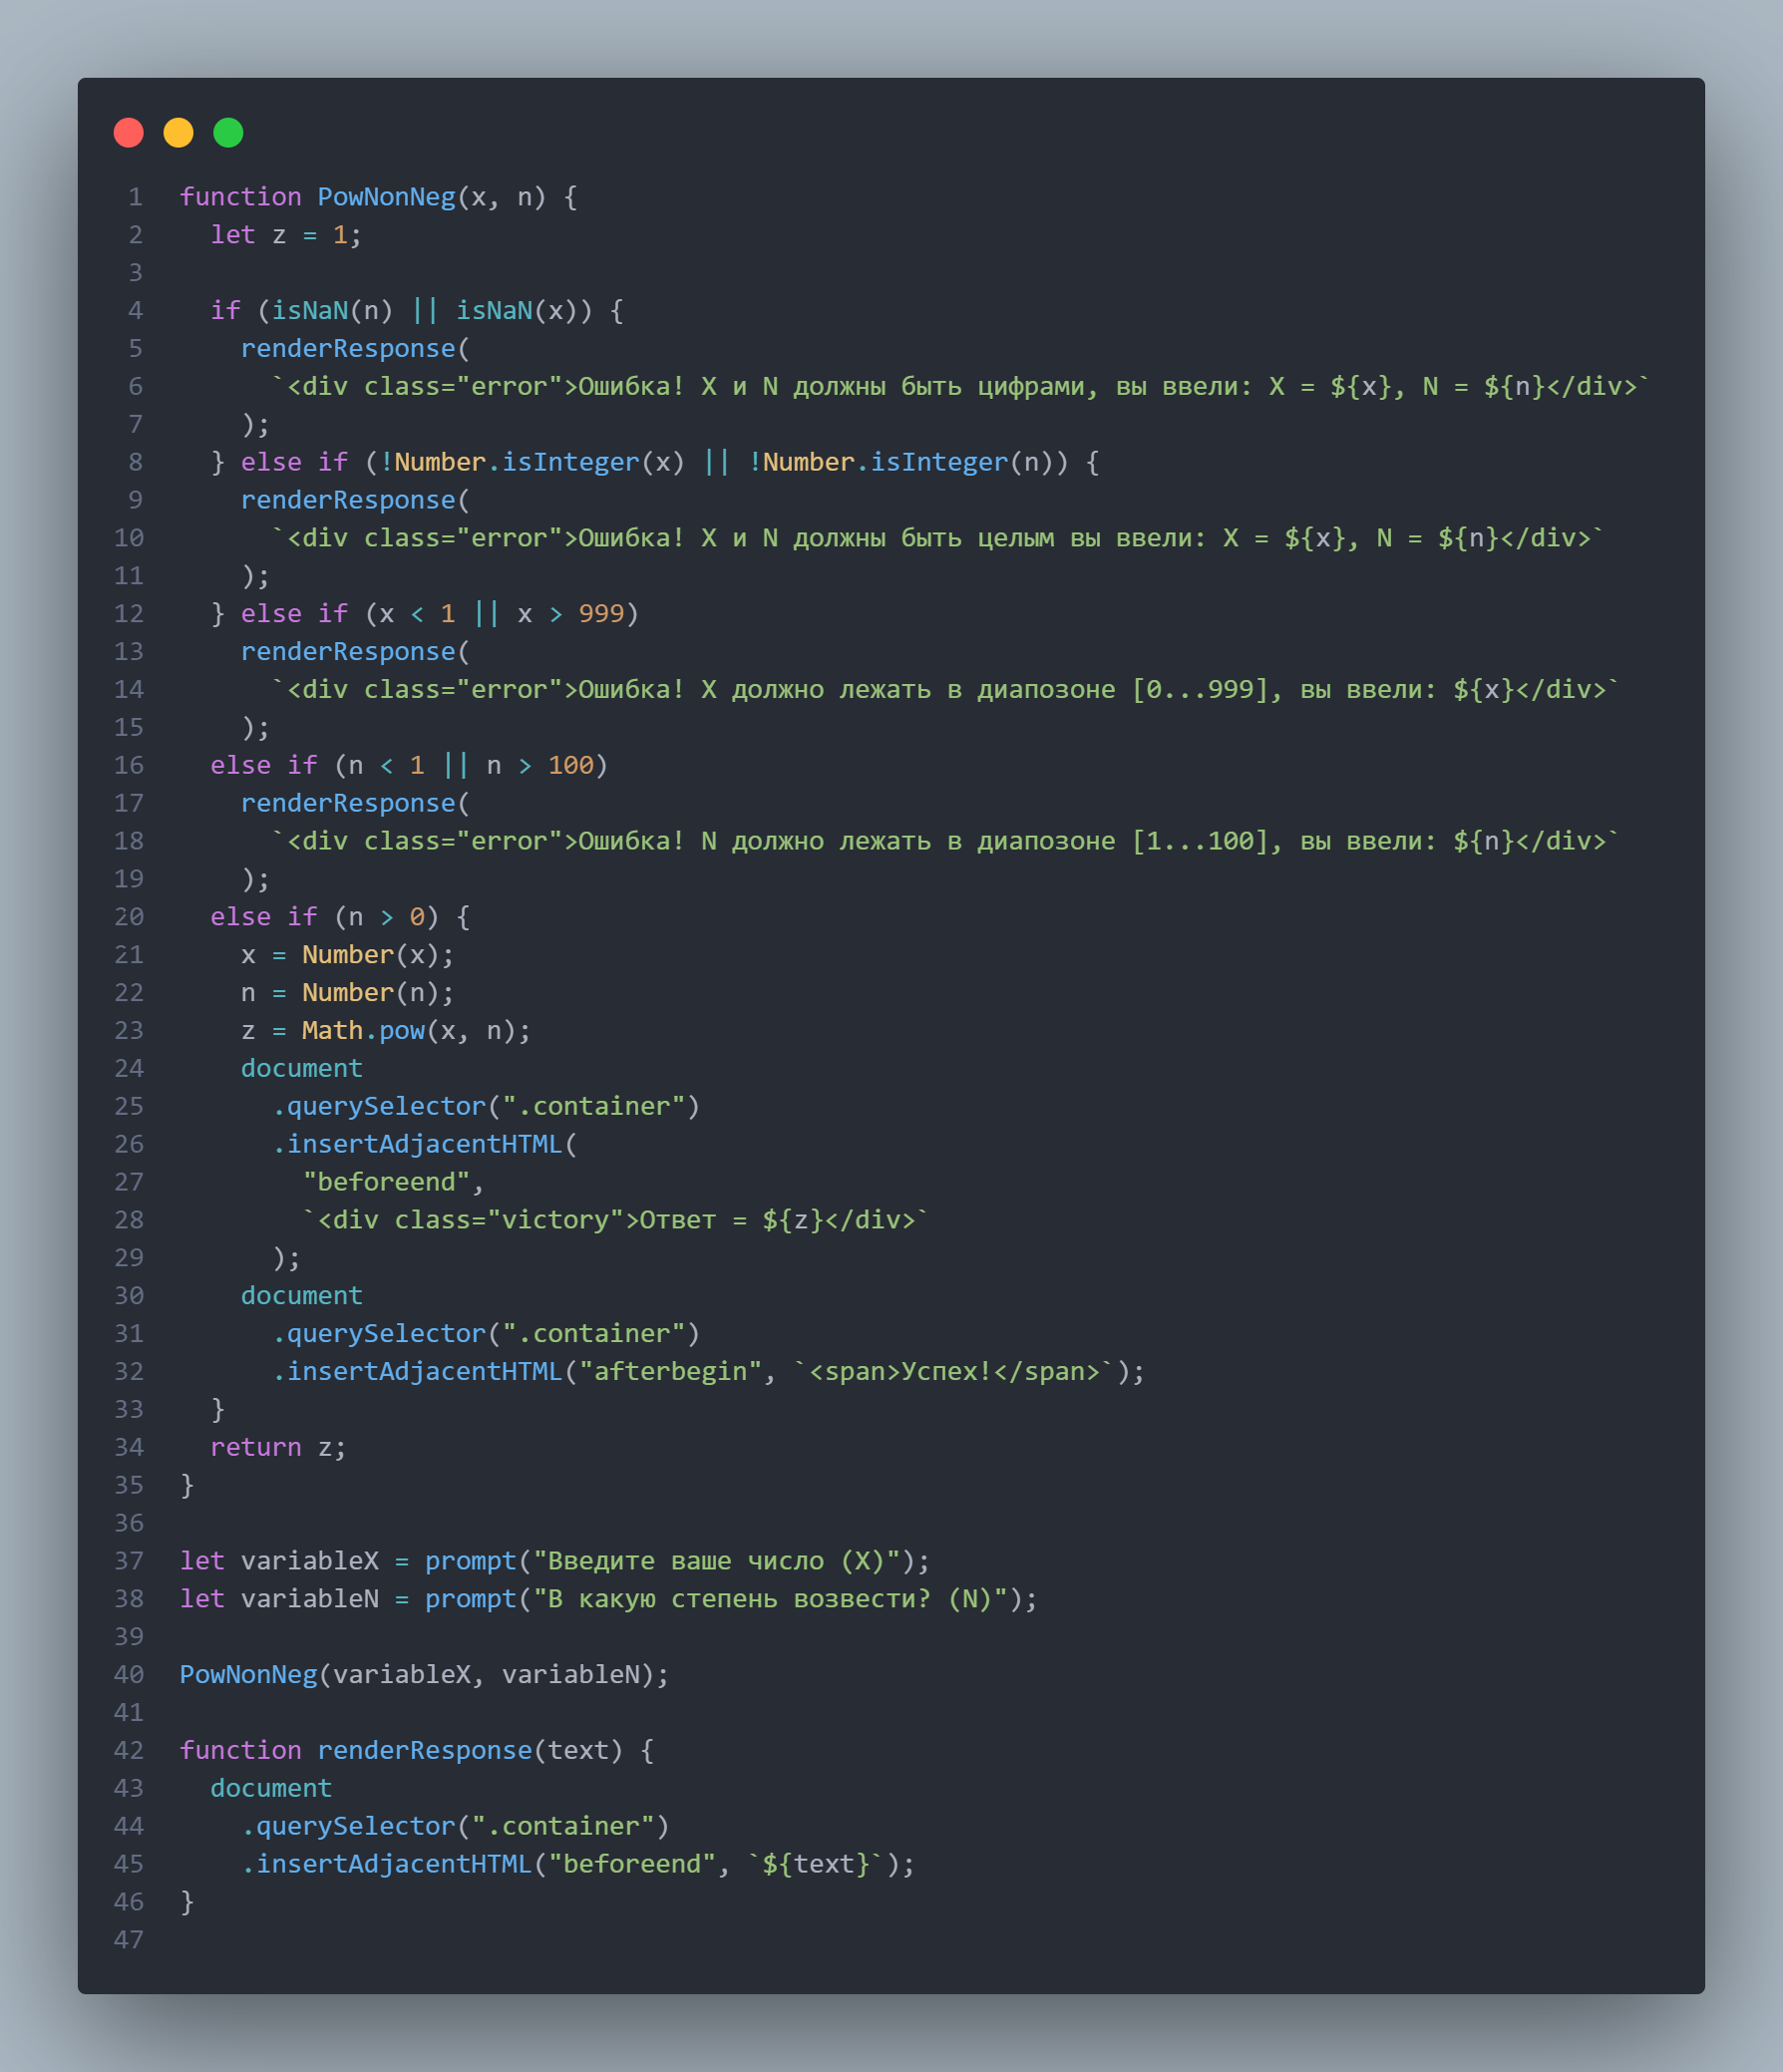 1 function PowNonNeg(x, n) {
2 let z = 1;
3
4 if (isNaN(n) || isNaN(x)) {
5 renderResponse(
6 `<div class="error">Ошибка! X и N должны быть цифрами, вы ввели: X = ${x}, N = ${n}</div>`
7 );
8 } else if (!Number.isInteger(x) || !Number.isInteger(n)) {
9 renderResponse(
10 `<div class="error">Ошибка! X и N должны быть целым вы ввели: X = ${x}, N = ${n}</div>`
11 );
12 } else if (x < 1 || x > 999)
13 renderResponse(
14 `<div class="error">Ошибка! X должно лежать в диапозоне [0...999], вы ввели: ${x}</div>`
15 );
16 else if (n < 1 || n > 100)
17 renderResponse(
18 `<div class="error">Ошибка! N должно лежать в диапозоне [1...100], вы ввели: ${n}</div>`
19 );
20 else if (n > 0) {
21 x = Number(x);
22 n = Number(n);
23 z = Math.pow(x, n);
24 document
25 .querySelector(".container")
26 .insertAdjacentHTML(
27 "beforeend",
28 `<div class="victory">Ответ = ${z}</div>`
29 );
30 document
31 .querySelector(".container")
32 .insertAdjacentHTML("afterbegin", `<span>Успех!</span>`);
33 }
34 return z;
35 }
36
37 let variableX = prompt("Введите ваше число (X)");
38 let variableN = prompt("В какую степень возвести? (N)");
39
40 PowNonNeg(variableX, variableN);
41
42 function renderResponse(text) {
43 document
44 .querySelector(".container")
45 .insertAdjacentHTML("beforeend", `${text}`);
46 }
47